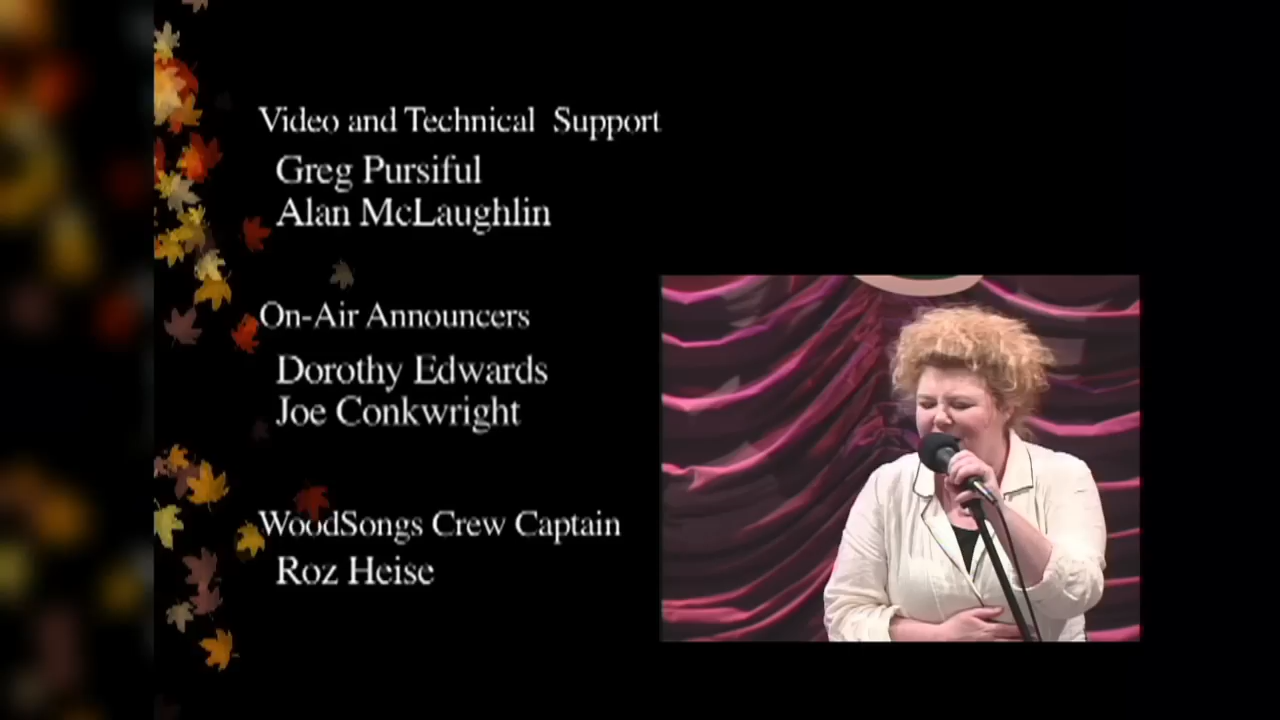 Video and Technical Support
Greg Pursiful
Alan McLaughlin
On-Air Announcers
Dorothy Edwards
Joe Conkwright
WoodSongs Crew Captain
Roz Heise